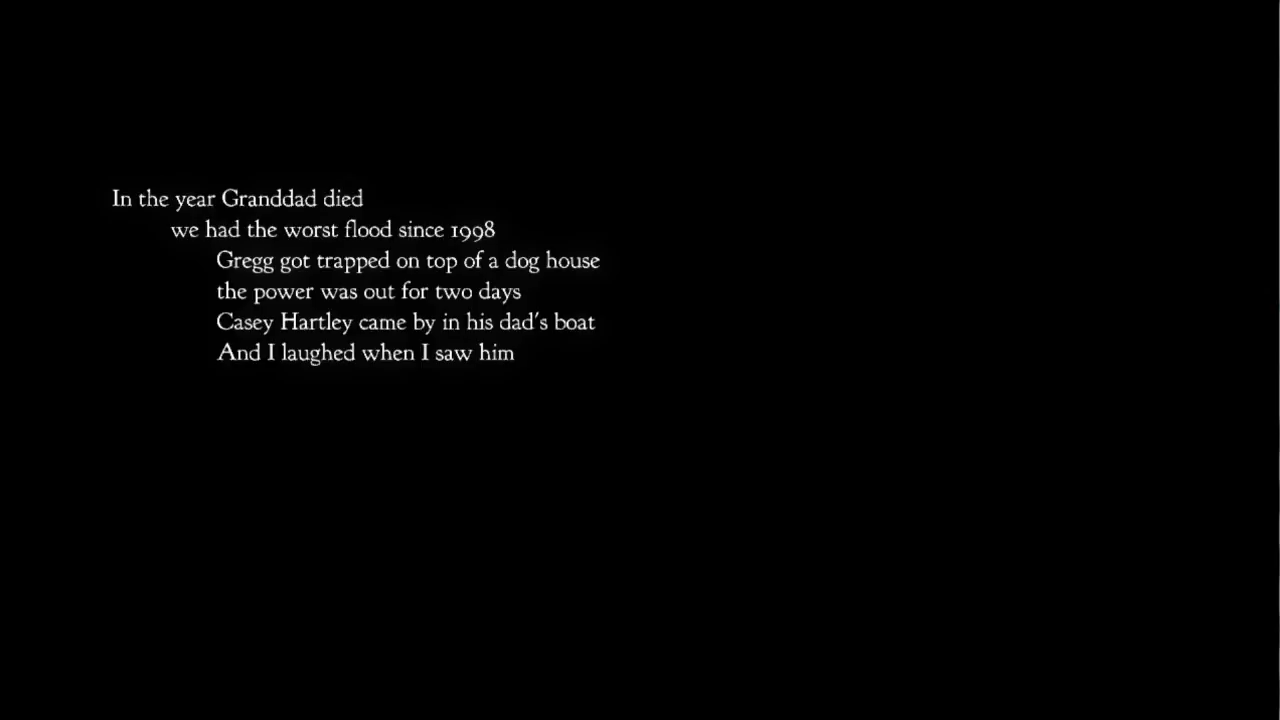 In the year Granddad died
we had the worst flood since 1998
Gregg got trapped on top of a dog house
the power was out for two days
Casey Hartley came by in his dad's boat
And I laughed when I saw him